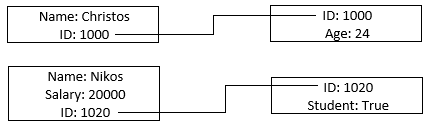 Name: Christos
ID: 1000
ID: 1000
Age: 24
Name: Nikos
Salary: 20000
ID: 1020
ID: 1020
Student: True